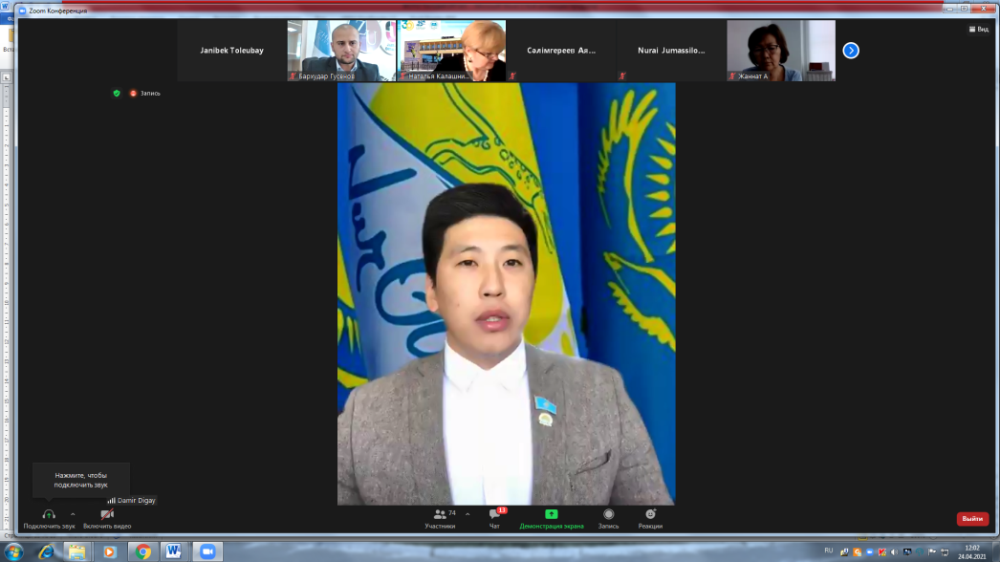 Zoom Конференция
Вид
Janibek Toleubay
Бархудар Гусенов
Наталья Калашни...
Сәлімгереев Ая...
Nurai Jumassilo...
Жаннат А
Запись
Nur
Нажмите, чтобы
подключить звук
Damir Digay
Подключить звук
Включить видео
Участники
74
Чат
13
Демонстрация экрана
Запись
Реакции
Выйти
RU
12:02
24.04.2021